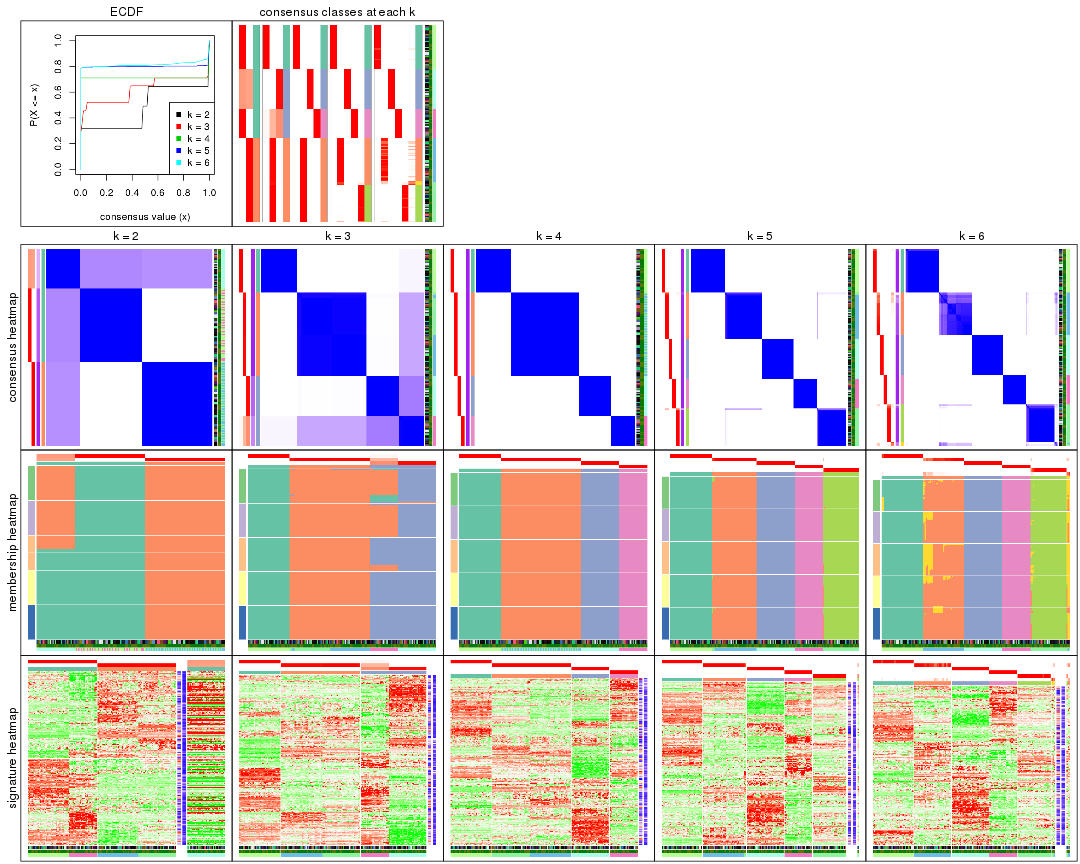 ECDF
consensus classes at each k
P(X <= x)
0.0 0.2 0.4 0.6 0.8 1.0
k = 2
k = 3
k = 4
k = 5
k = 6
0.0 0.2 0.4 0.6 0.8 1.0
consensus value (x)
k = 2
k = 3
k = 4
k = 5
k = 6
consensus heatmap
membership heatmap
signature heatmap